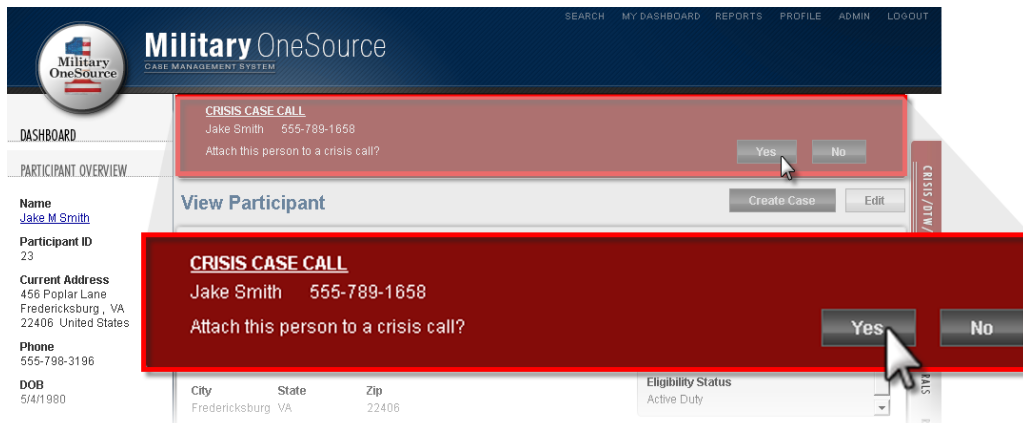 SEARCH MY DASHBOARD REPORTS PROFILE ADMIN LOGOUT
Military OneSource
CASE MANAGEMENT SYSTEM
Military
OneSource
DASHBOARD
PARTICIPANT OVERVIEW
Name
Jake M Smith
Participant ID
23
Current Address
456 Poplar Lane
Fredericksburg , VA
22406 United States
Phone
555-798-3196
DOB
5/4/1980
CRISIS CASE CALL
Jake Smith 555-789-1658
Attach this person to a crisis call?
Yes No
View Participant
Create Case Edit
CRISIS/DTW/
CRISIS CASE CALL
Jake Smith 555-789-1658
Attach this person to a crisis call?
Yes No
City State Zip
Fredericksburg VA 22406
Eligibility Status
Active Duty